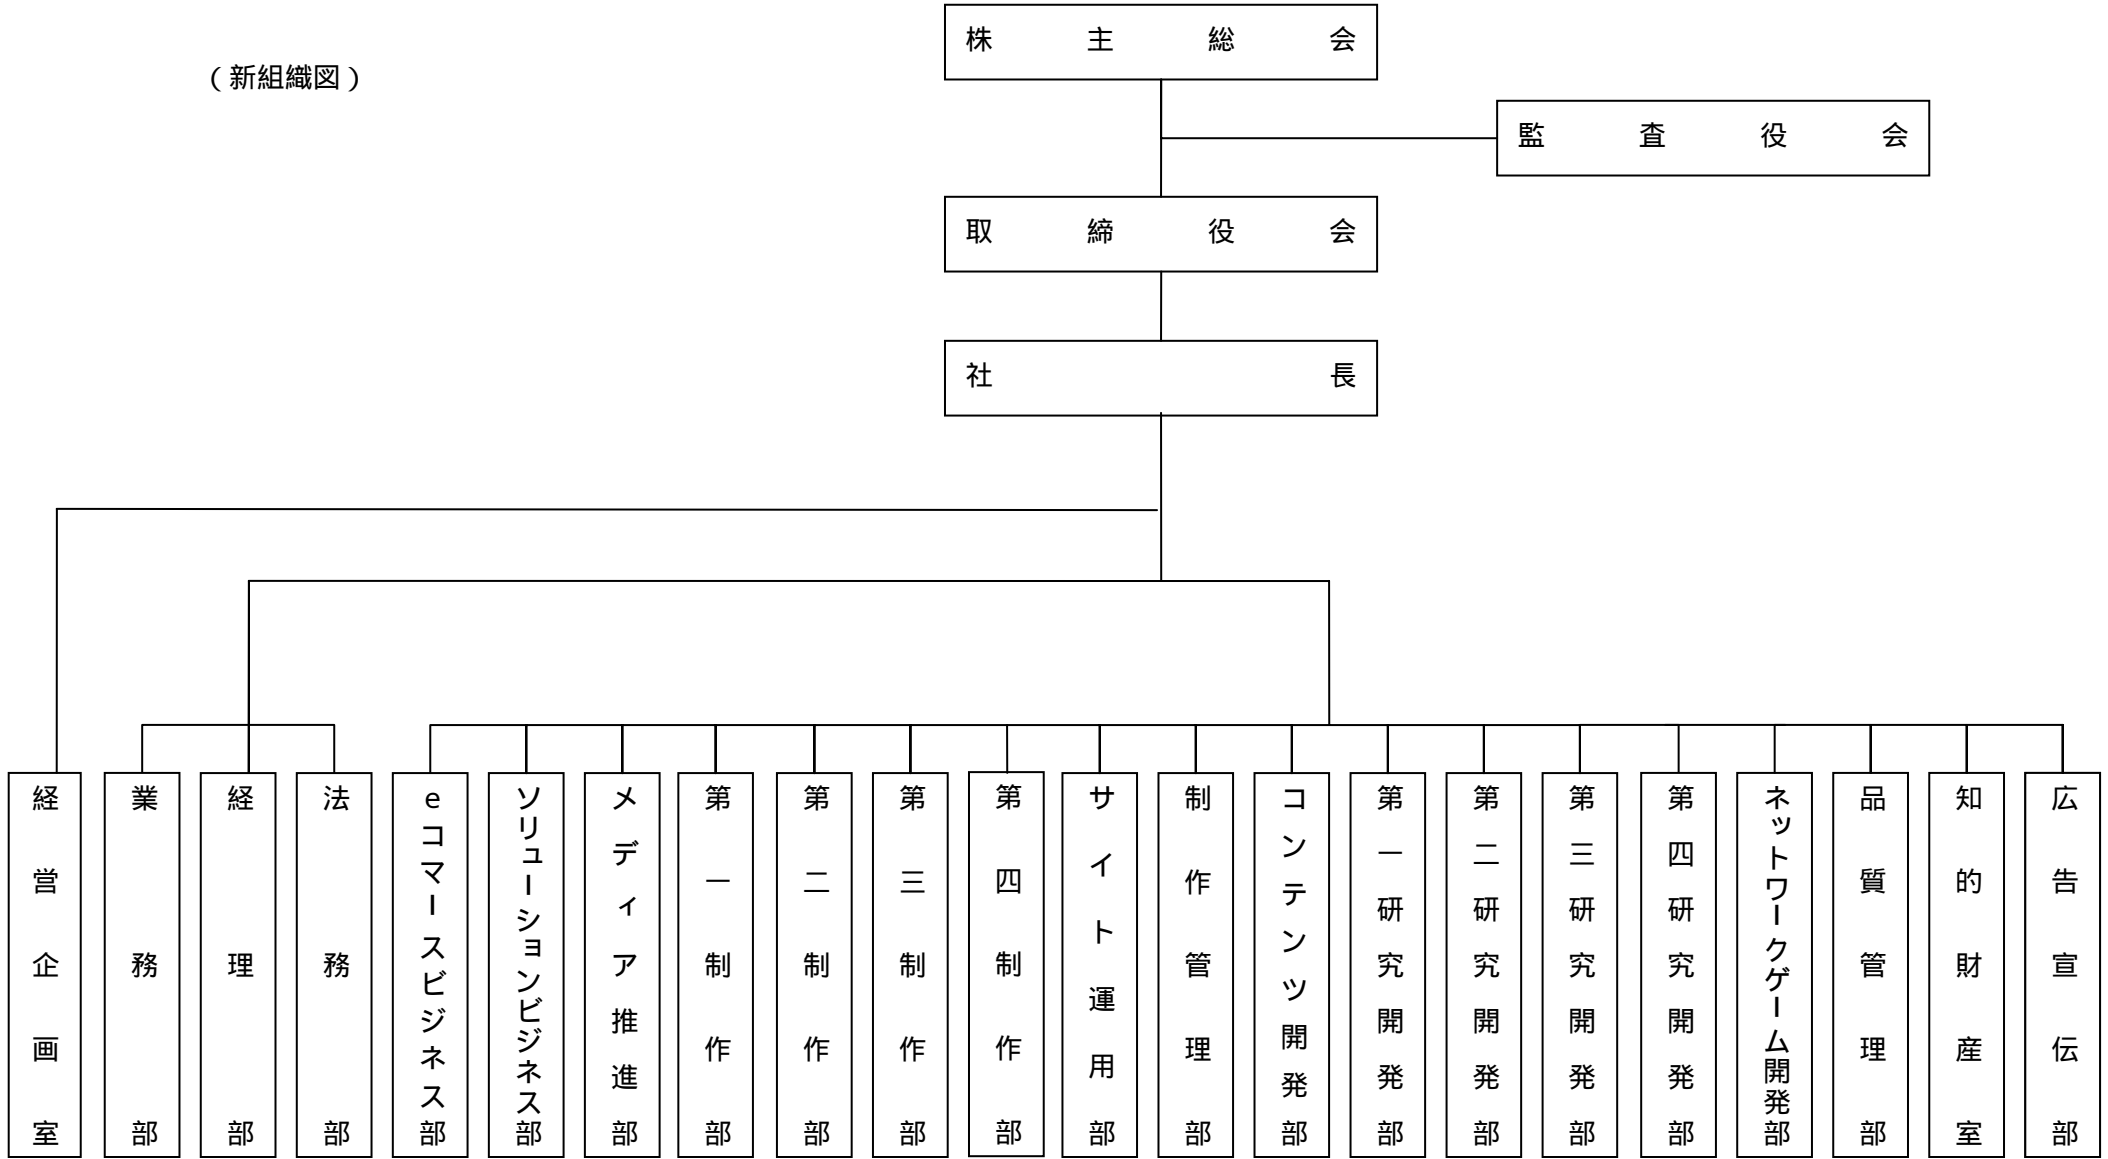 （新組織図）
株主総会
監査役会
取締役会
社長
経営企画室
業務部
経理部
法務部
eコマースビジネス部
ソリューションビジネス部
メディア推進部
第一制作部
第二制作部
第三制作部
第四制作部
サイト運用部
制作管理部
コンテンツ開発部
第一研究開発部
第二研究開発部
第三研究開発部
第四研究開発部
ネットワークゲーム開発部
品質管理部
知的財産室
広告宣伝部